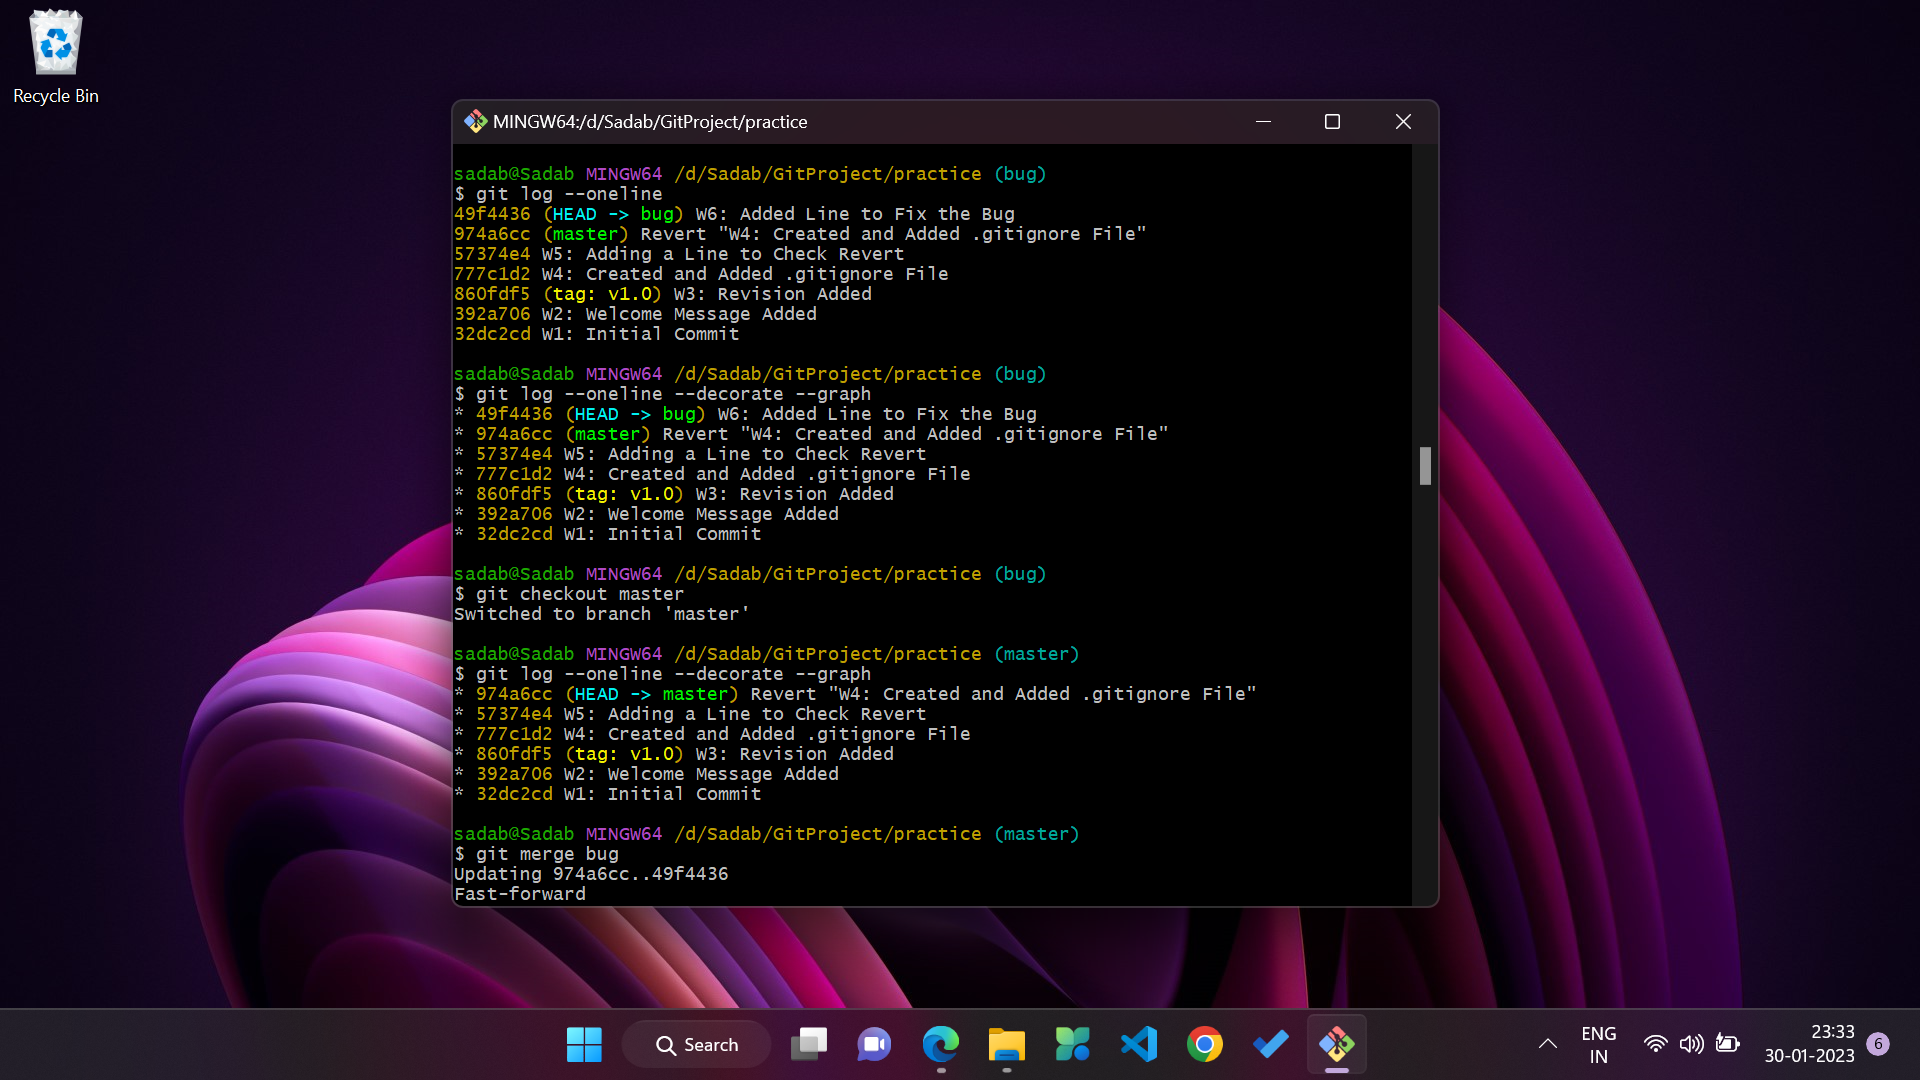 Recycle Bin
MINGW64:/d/Sadab/GitProject/practice
sadab@Sadab MINGW64 /d/Sadab/GitProject/practice (bug)
$ git log --oneline
49f4436 (HEAD -> bug) W6: Added Line to Fix the Bug
974a6cc (master) Revert "W4: Created and Added .gitignore File"
57374e4 W5: Adding a Line to Check Revert
777c1d2 W4: Created and Added .gitignore File
860fdf5 (tag: v1.0) W3: Revision Added
392a706 W2: Welcome Message Added
32dc2cd W1: Initial Commit
sadab@Sadab MINGW64 /d/Sadab/GitProject/practice (bug)
$ git log --oneline --decorate --graph
* 49f4436 (HEAD -> bug) W6: Added Line to Fix the Bug
* 974a6cc (master) Revert "W4: Created and Added .gitignore File"
* 57374e4 W5: Adding a Line to Check Revert
* 777c1d2 W4: Created and Added .gitignore File
* 860fdf5 (tag: v1.0) W3: Revision Added
* 392a706 W2: Welcome Message Added
* 32dc2cd W1: Initial Commit
sadab@Sadab MINGW64 /d/Sadab/GitProject/practice (bug)
$ git checkout master
Switched to branch 'master'
sadab@Sadab MINGW64 /d/Sadab/GitProject/practice (master)
$ git log --oneline --decorate --graph
* 974a6cc (HEAD -> master) Revert "W4: Created and Added .gitignore File"
* 57374e4 W5: Adding a Line to Check Revert
* 777c1d2 W4: Created and Added .gitignore File
* 860fdf5 (tag: v1.0) W3: Revision Added
* 392a706 W2: Welcome Message Added
* 32dc2cd W1: Initial Commit
sadab@Sadab MINGW64 /d/Sadab/GitProject/practice (master)
$ git merge bug
Updating 974a6cc..49f4436
Fast-forward
Search
ENG
IN
23:33
30-01-2023
6